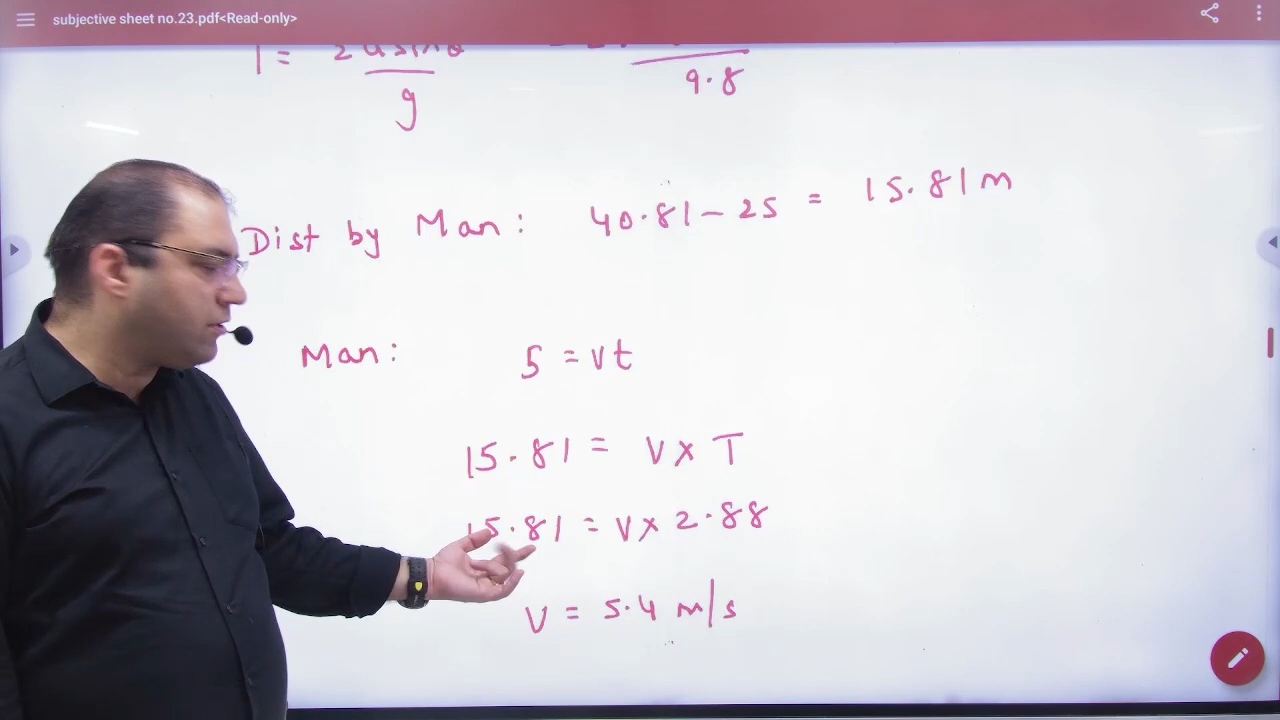 subjective sheet no.23.pdf<Read-only>
= 2usinθ
g
9.8
Dist by Man: 40.81 - 25 = 15.81 m
Man: S = vt
15.81 = V x T
15.81 = V x 2.88
V = 5.4 m/s